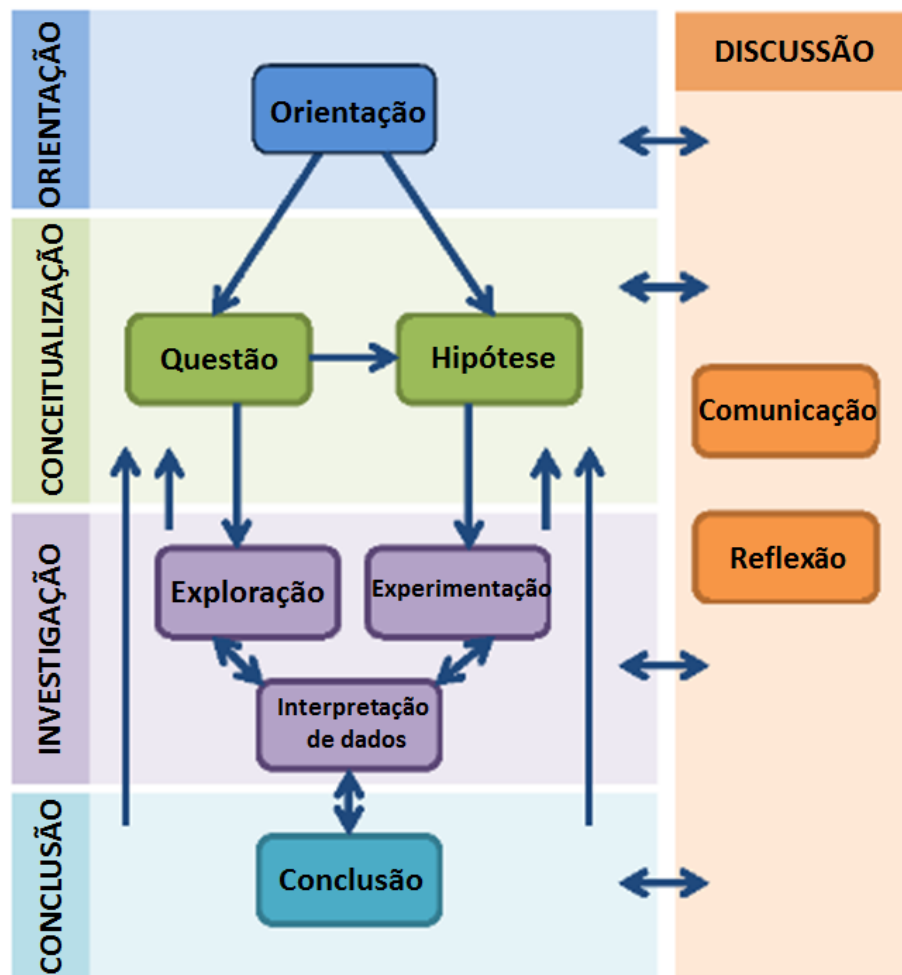 ORIENTAÇÃO
Orientação
CONCEITUALIZAÇÃO
Questão
Hipótese
INVESTIGAÇÃO
Exploração
Experimentação
Interpretação
de dados
CONCLUSÃO
Conclusão
DISCUSSÃO
Comunicação
Reflexão